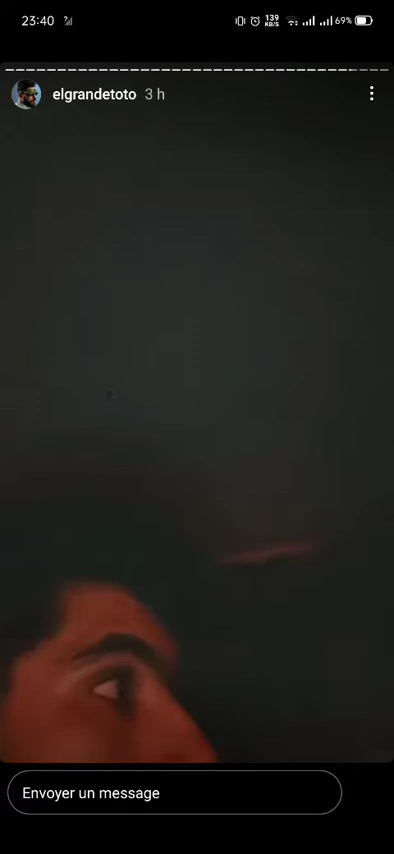 23:40
139
KB/S
69%
elgrandetoto 3 h
Envoyer un message